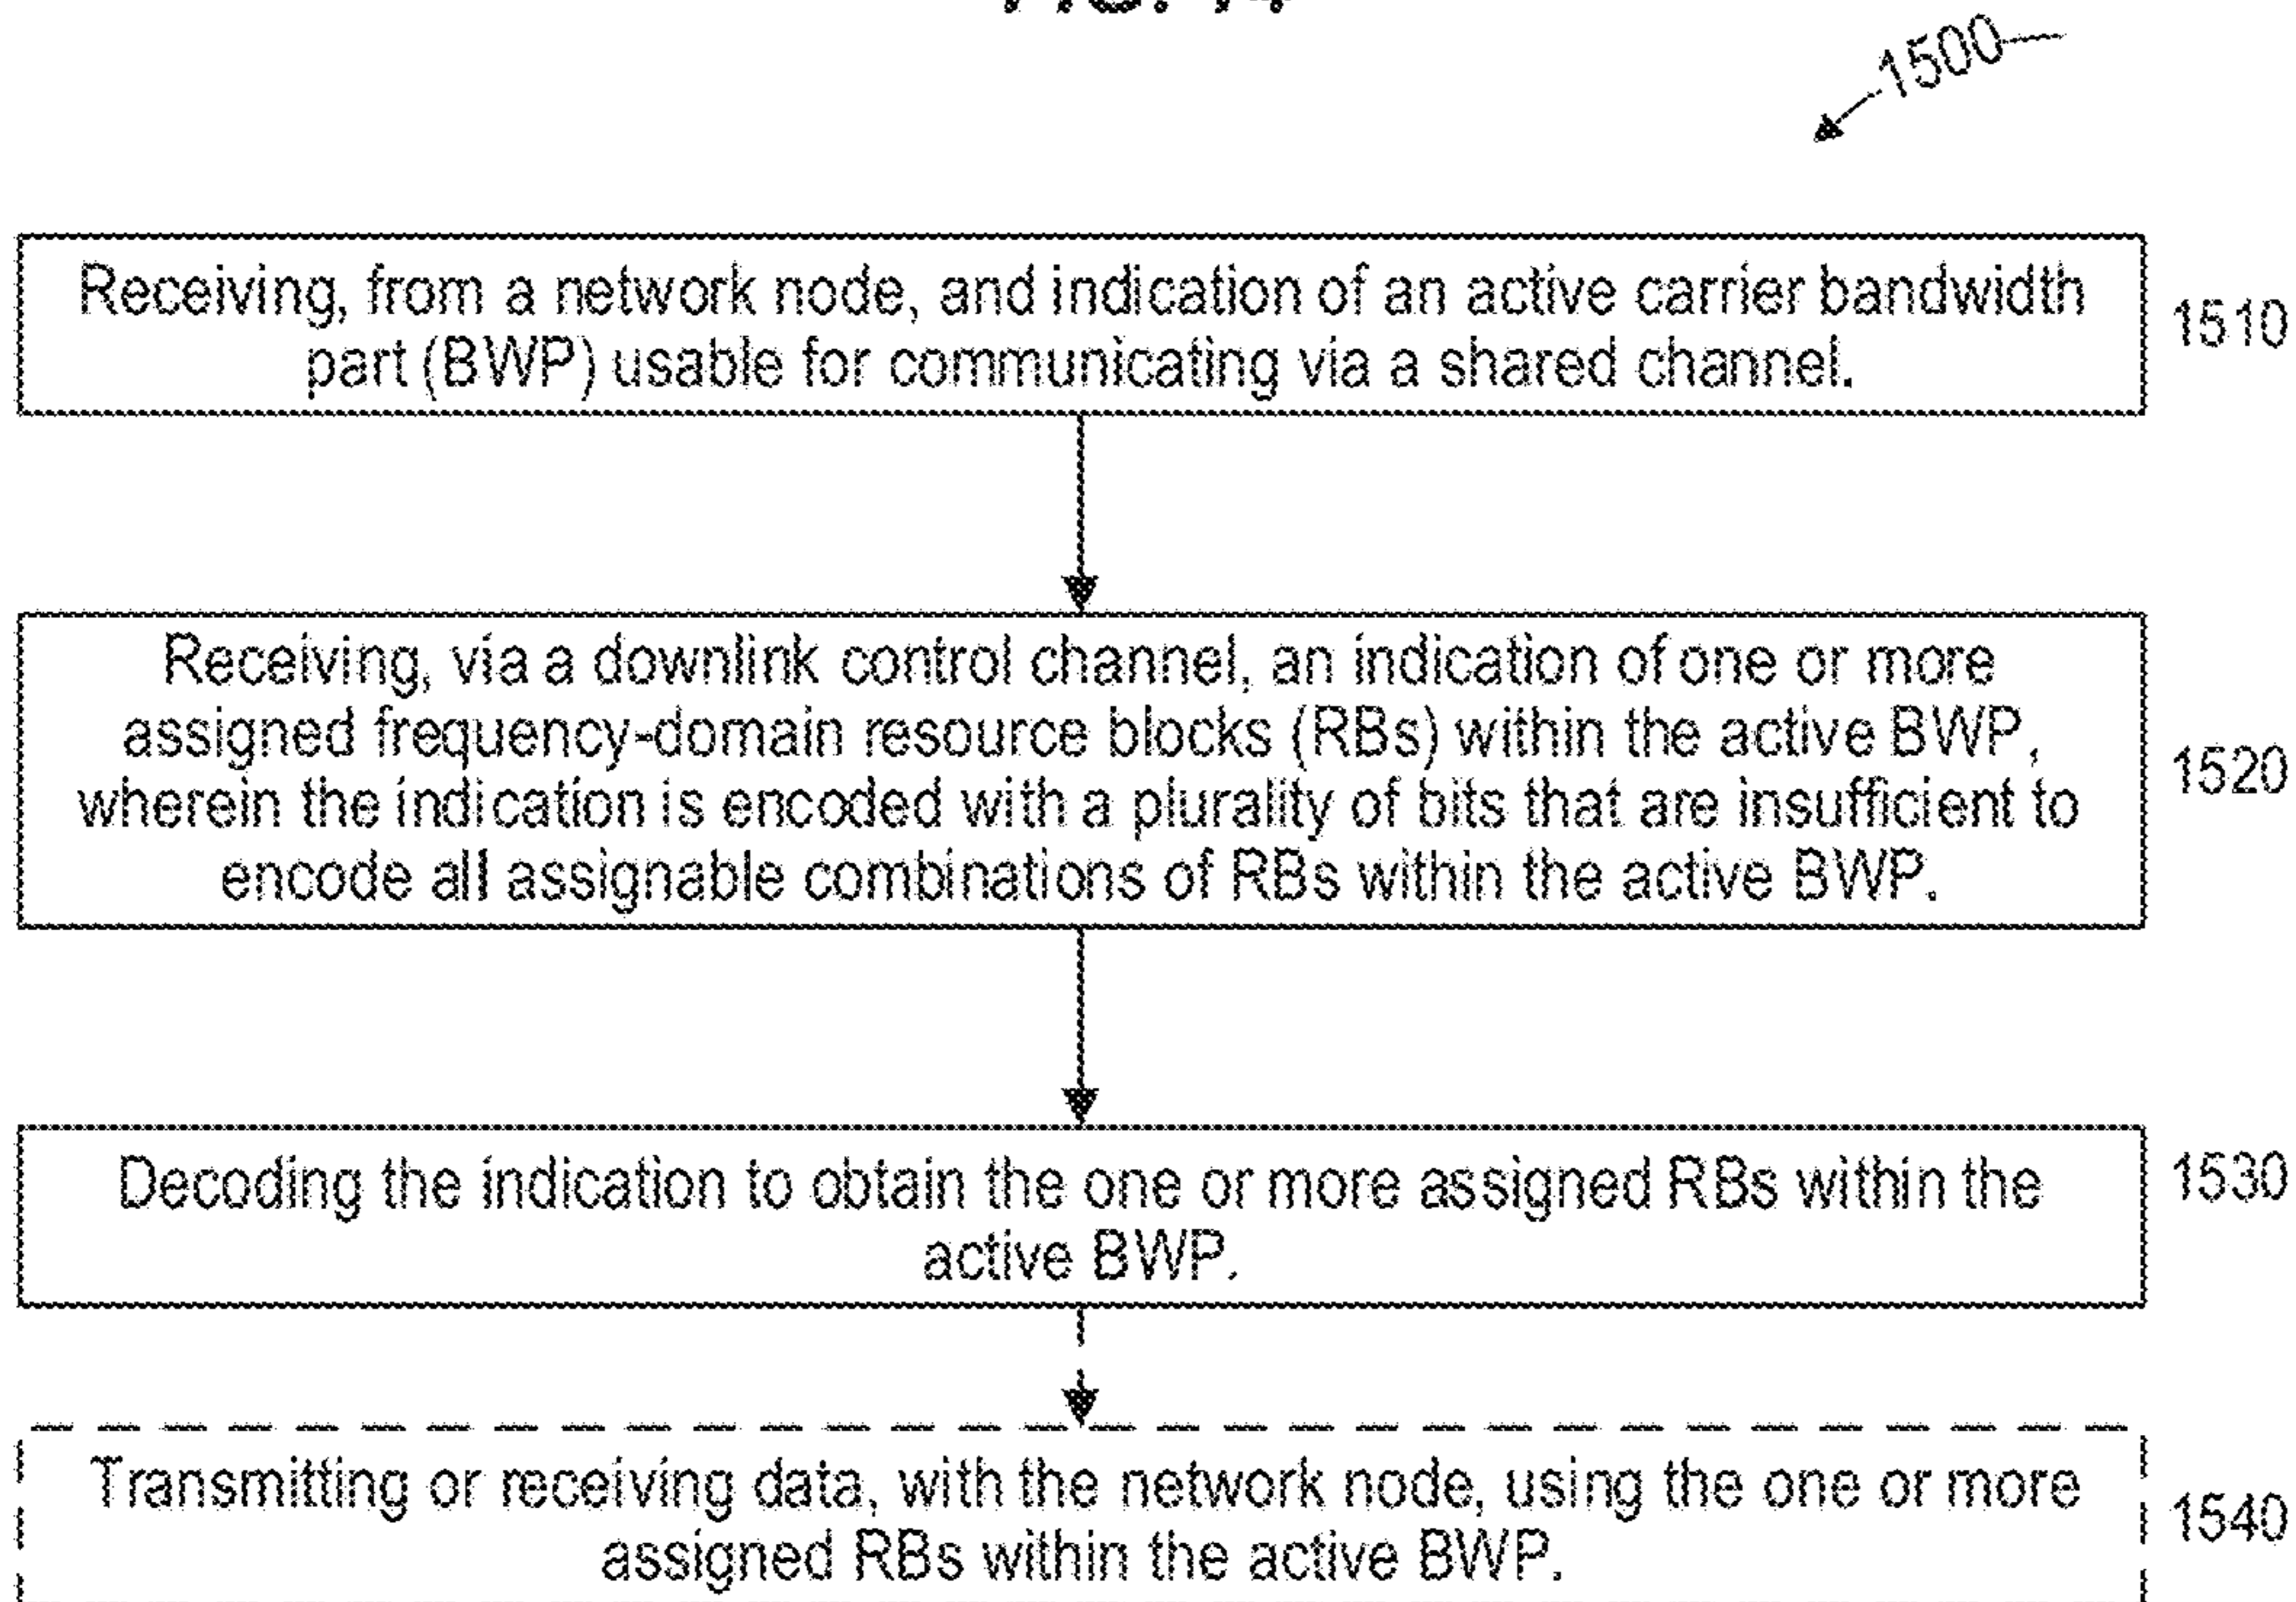 FIG. 14
1500
Receiving, from a network node, and indication of an active carrier bandwidth
part (BWP) usable for communicating via a shared channel.
1510
Receiving, via a downlink control channel, an indication of one or more
assigned frequency-domain resource blocks (RBs) within the active BWP,
wherein the indication is encoded with a plurality of bits that are insufficient to
encode all assignable combinations of RBs within the active BWP.
1520
Decoding the indication to obtain the one or more assigned RBs within the
active BWP.
1530
Transmitting or receiving data, with the network node, using the one or more
assigned RBs within the active BWP.
1540